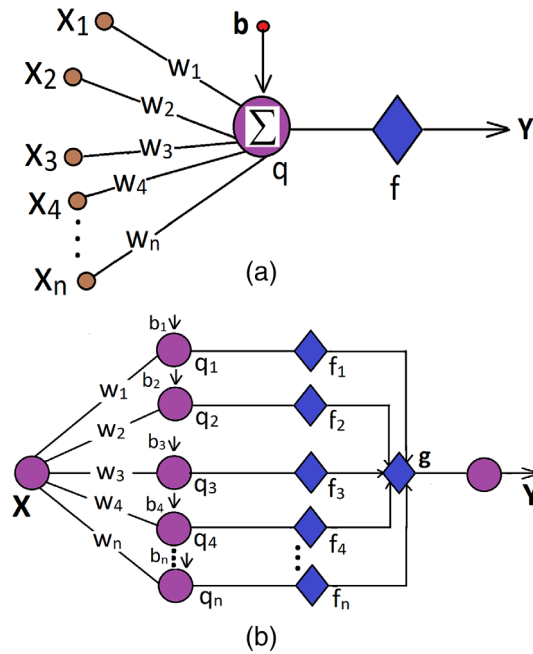 X₁
b
w₁
X₂
w₂
Σ
Y
X₃
w₃
q
f
X₄
w₄
Xₙ
wₙ
(a)
b₁
q₁
f₁
w₁
b₂
q₂
f₂
w₂
b₃
g
X
w₃
q₃
f₃
Y
w₄
b₄
q₄
f₄
wₙ
bₙ
qₙ
fₙ
(b)